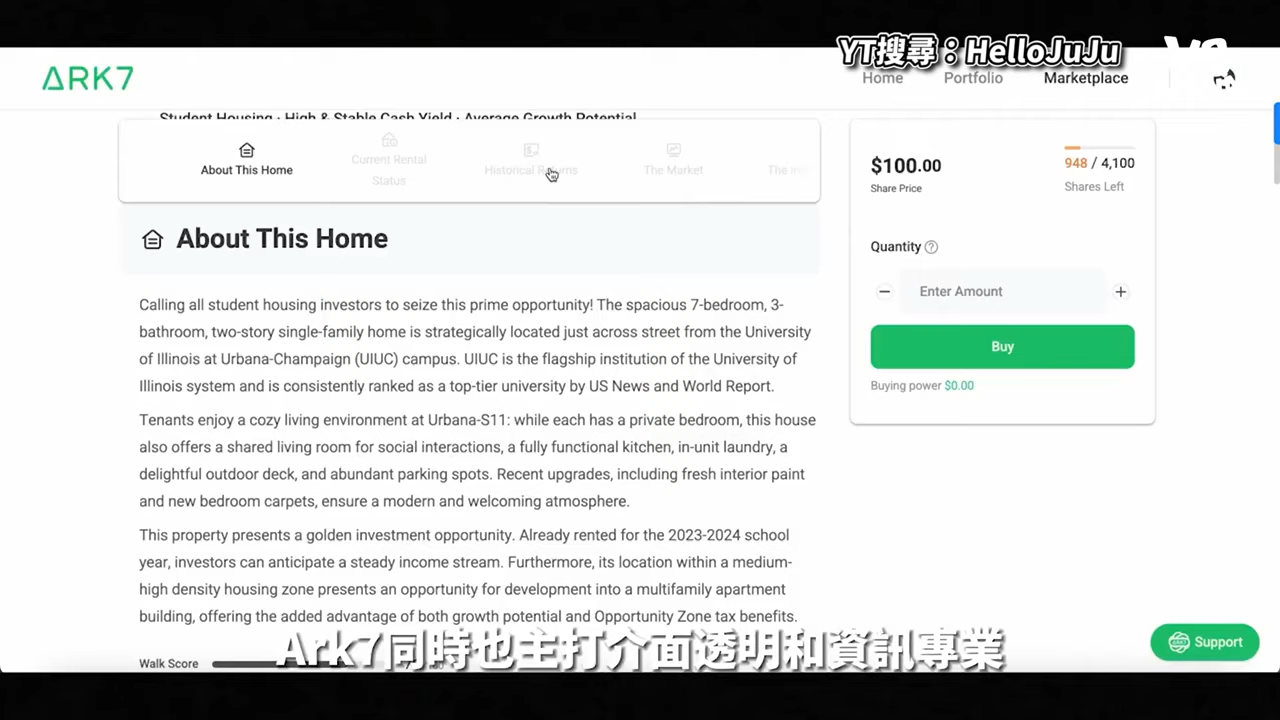 YT搜尋：HelloJuJu
ARK7
Home
Portfolio
Marketplace
Student Housing · High & Stable Cash Yield · Average Growth Potential
About This Home
Current Rental
Status
Historical Returns
The Market
About This Home
Calling all student housing investors to seize this prime opportunity! The spacious 7-bedroom, 3-
bathroom, two-story single-family home is strategically located just across street from the University
of Illinois at Urbana-Champaign (UIUC) campus. UIUC is the flagship institution of the University of
Illinois system and is consistently ranked as a top-tier university by US News and World Report.
Tenants enjoy a cozy living environment at Urbana-S11: while each has a private bedroom, this house
also offers a shared living room for social interactions, a fully functional kitchen, in-unit laundry, a
delightful outdoor deck, and abundant parking spots. Recent upgrades, including fresh interior paint
and new bedroom carpets, ensure a modern and welcoming atmosphere.
This property presents a golden investment opportunity. Already rented for the 2023-2024 school
year, investors can anticipate a steady income stream. Furthermore, its location within a medium-
high density housing zone presents an opportunity for development into a multifamily apartment
building, offering the added advantage of both growth potential and Opportunity Zone tax benefits.
Walk Score
$100.00
Share Price
948 / 4,100
Shares Left
Quantity
Enter Amount
Buy
Buying power $0.00
Support
Ark7同時也主打介面透明和資訊專業